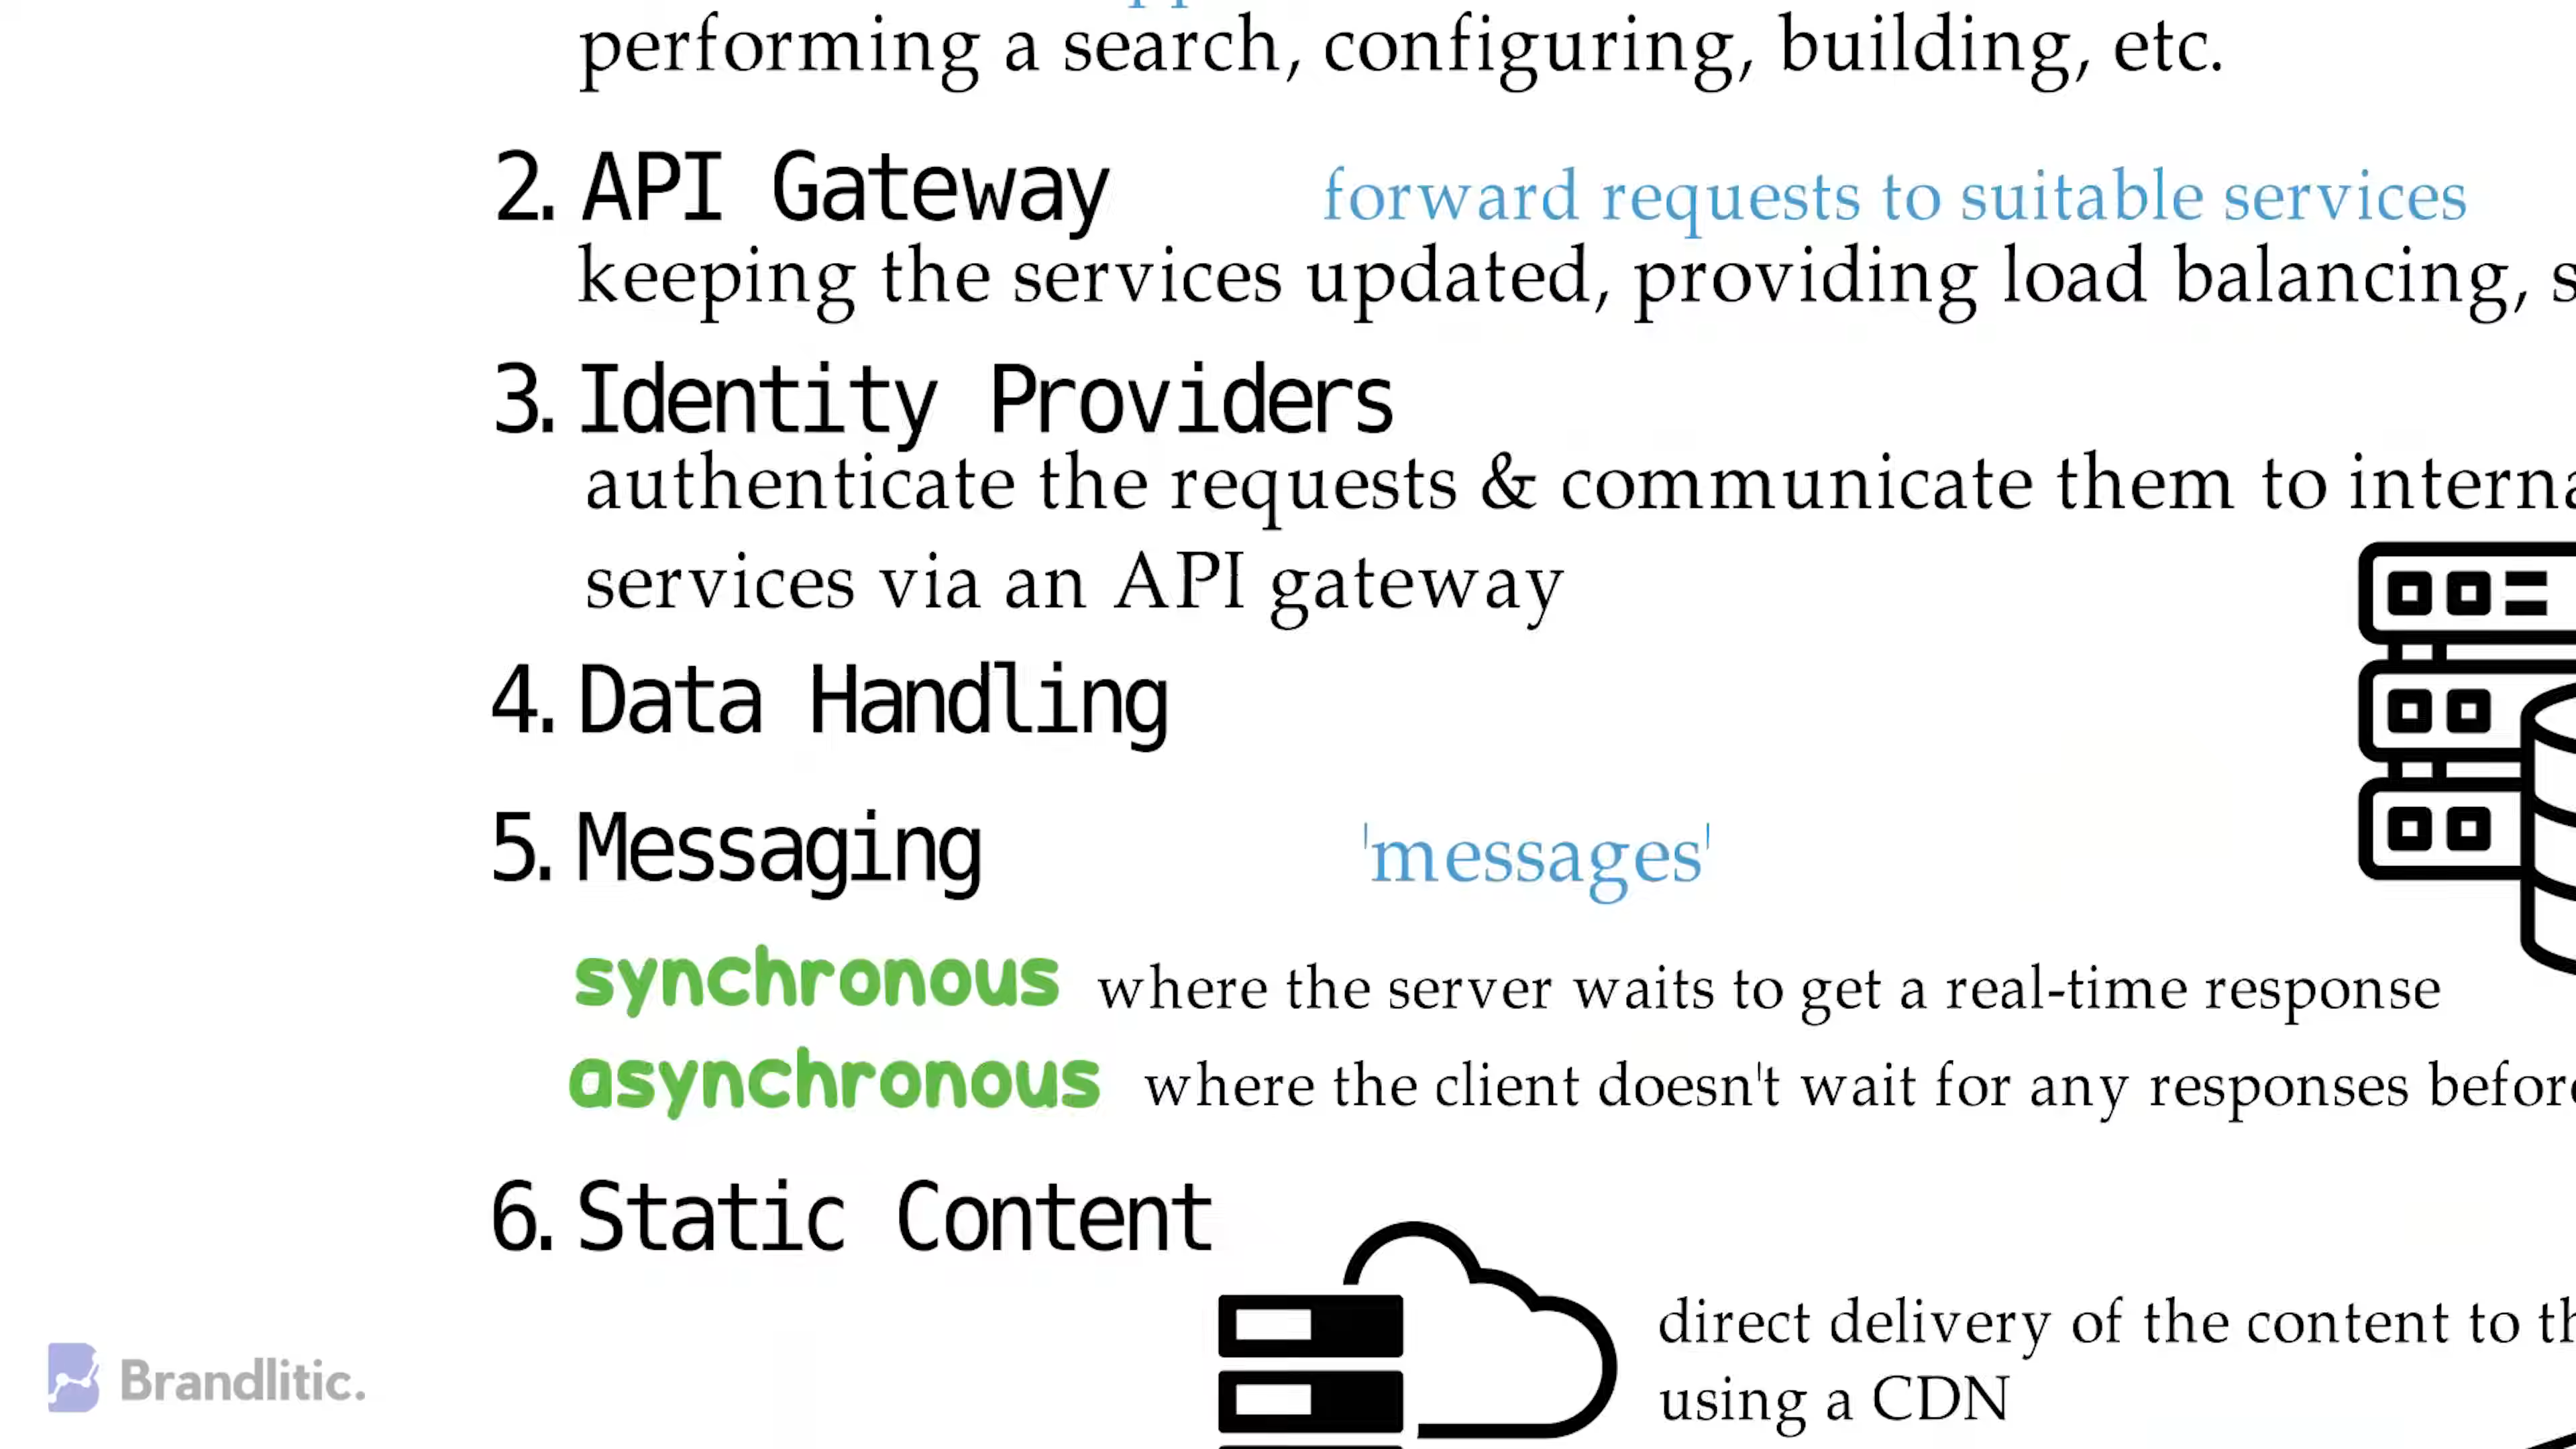 performing a search, configuring, building, etc.
2. API Gateway forward requests to suitable services
keeping the services updated, providing load balancing,
3. Identity Providers
authenticate the requests & communicate them to
services via an API gateway
4. Data Handling
5. Messaging 'messages'
synchronous where the server waits to get a real-time response
asynchronous where the client doesn't wait for any responses
6. Static Content
direct delivery of the content to
using a CDN
Brandlitic.